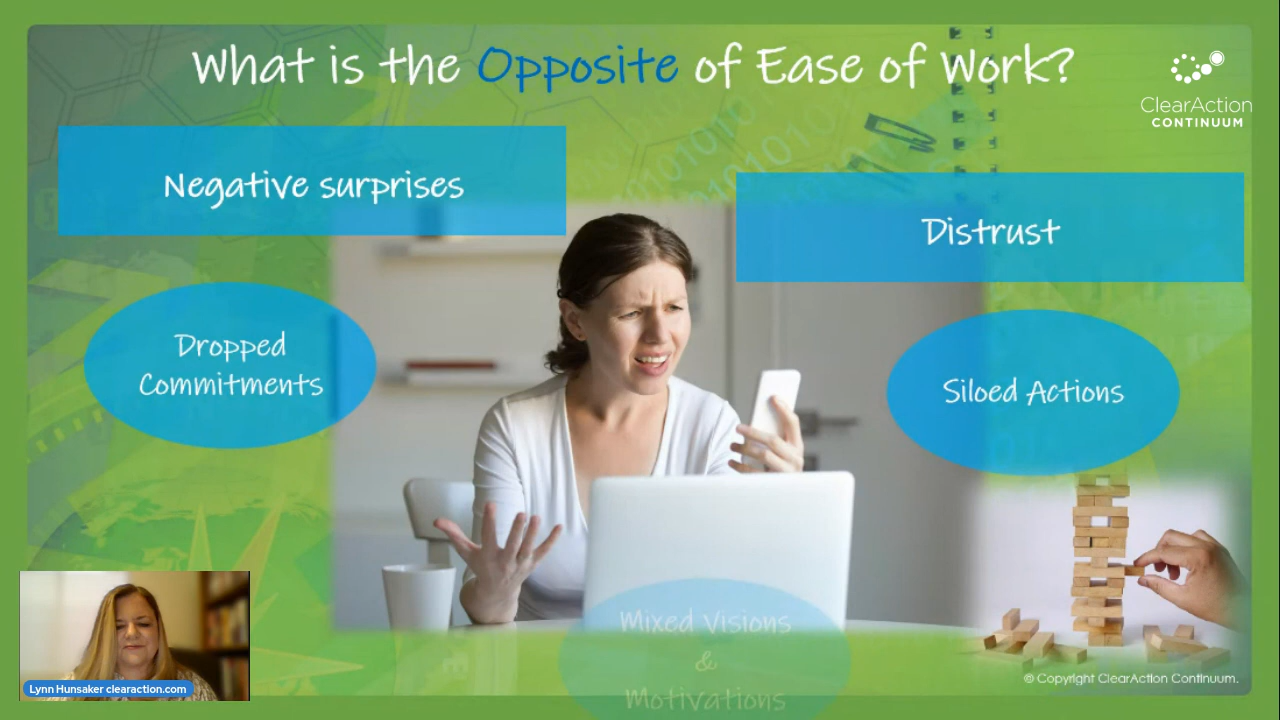 What is the Opposite of Ease of Work?
ClearAction
CONTINUUM
Negative surprises
Distrust
Dropped
Commitments
Siloed Actions
Mixed Visions
&
Motivations
Lynn Hunsaker clearaction.com
© Copyright ClearAction Continuum.